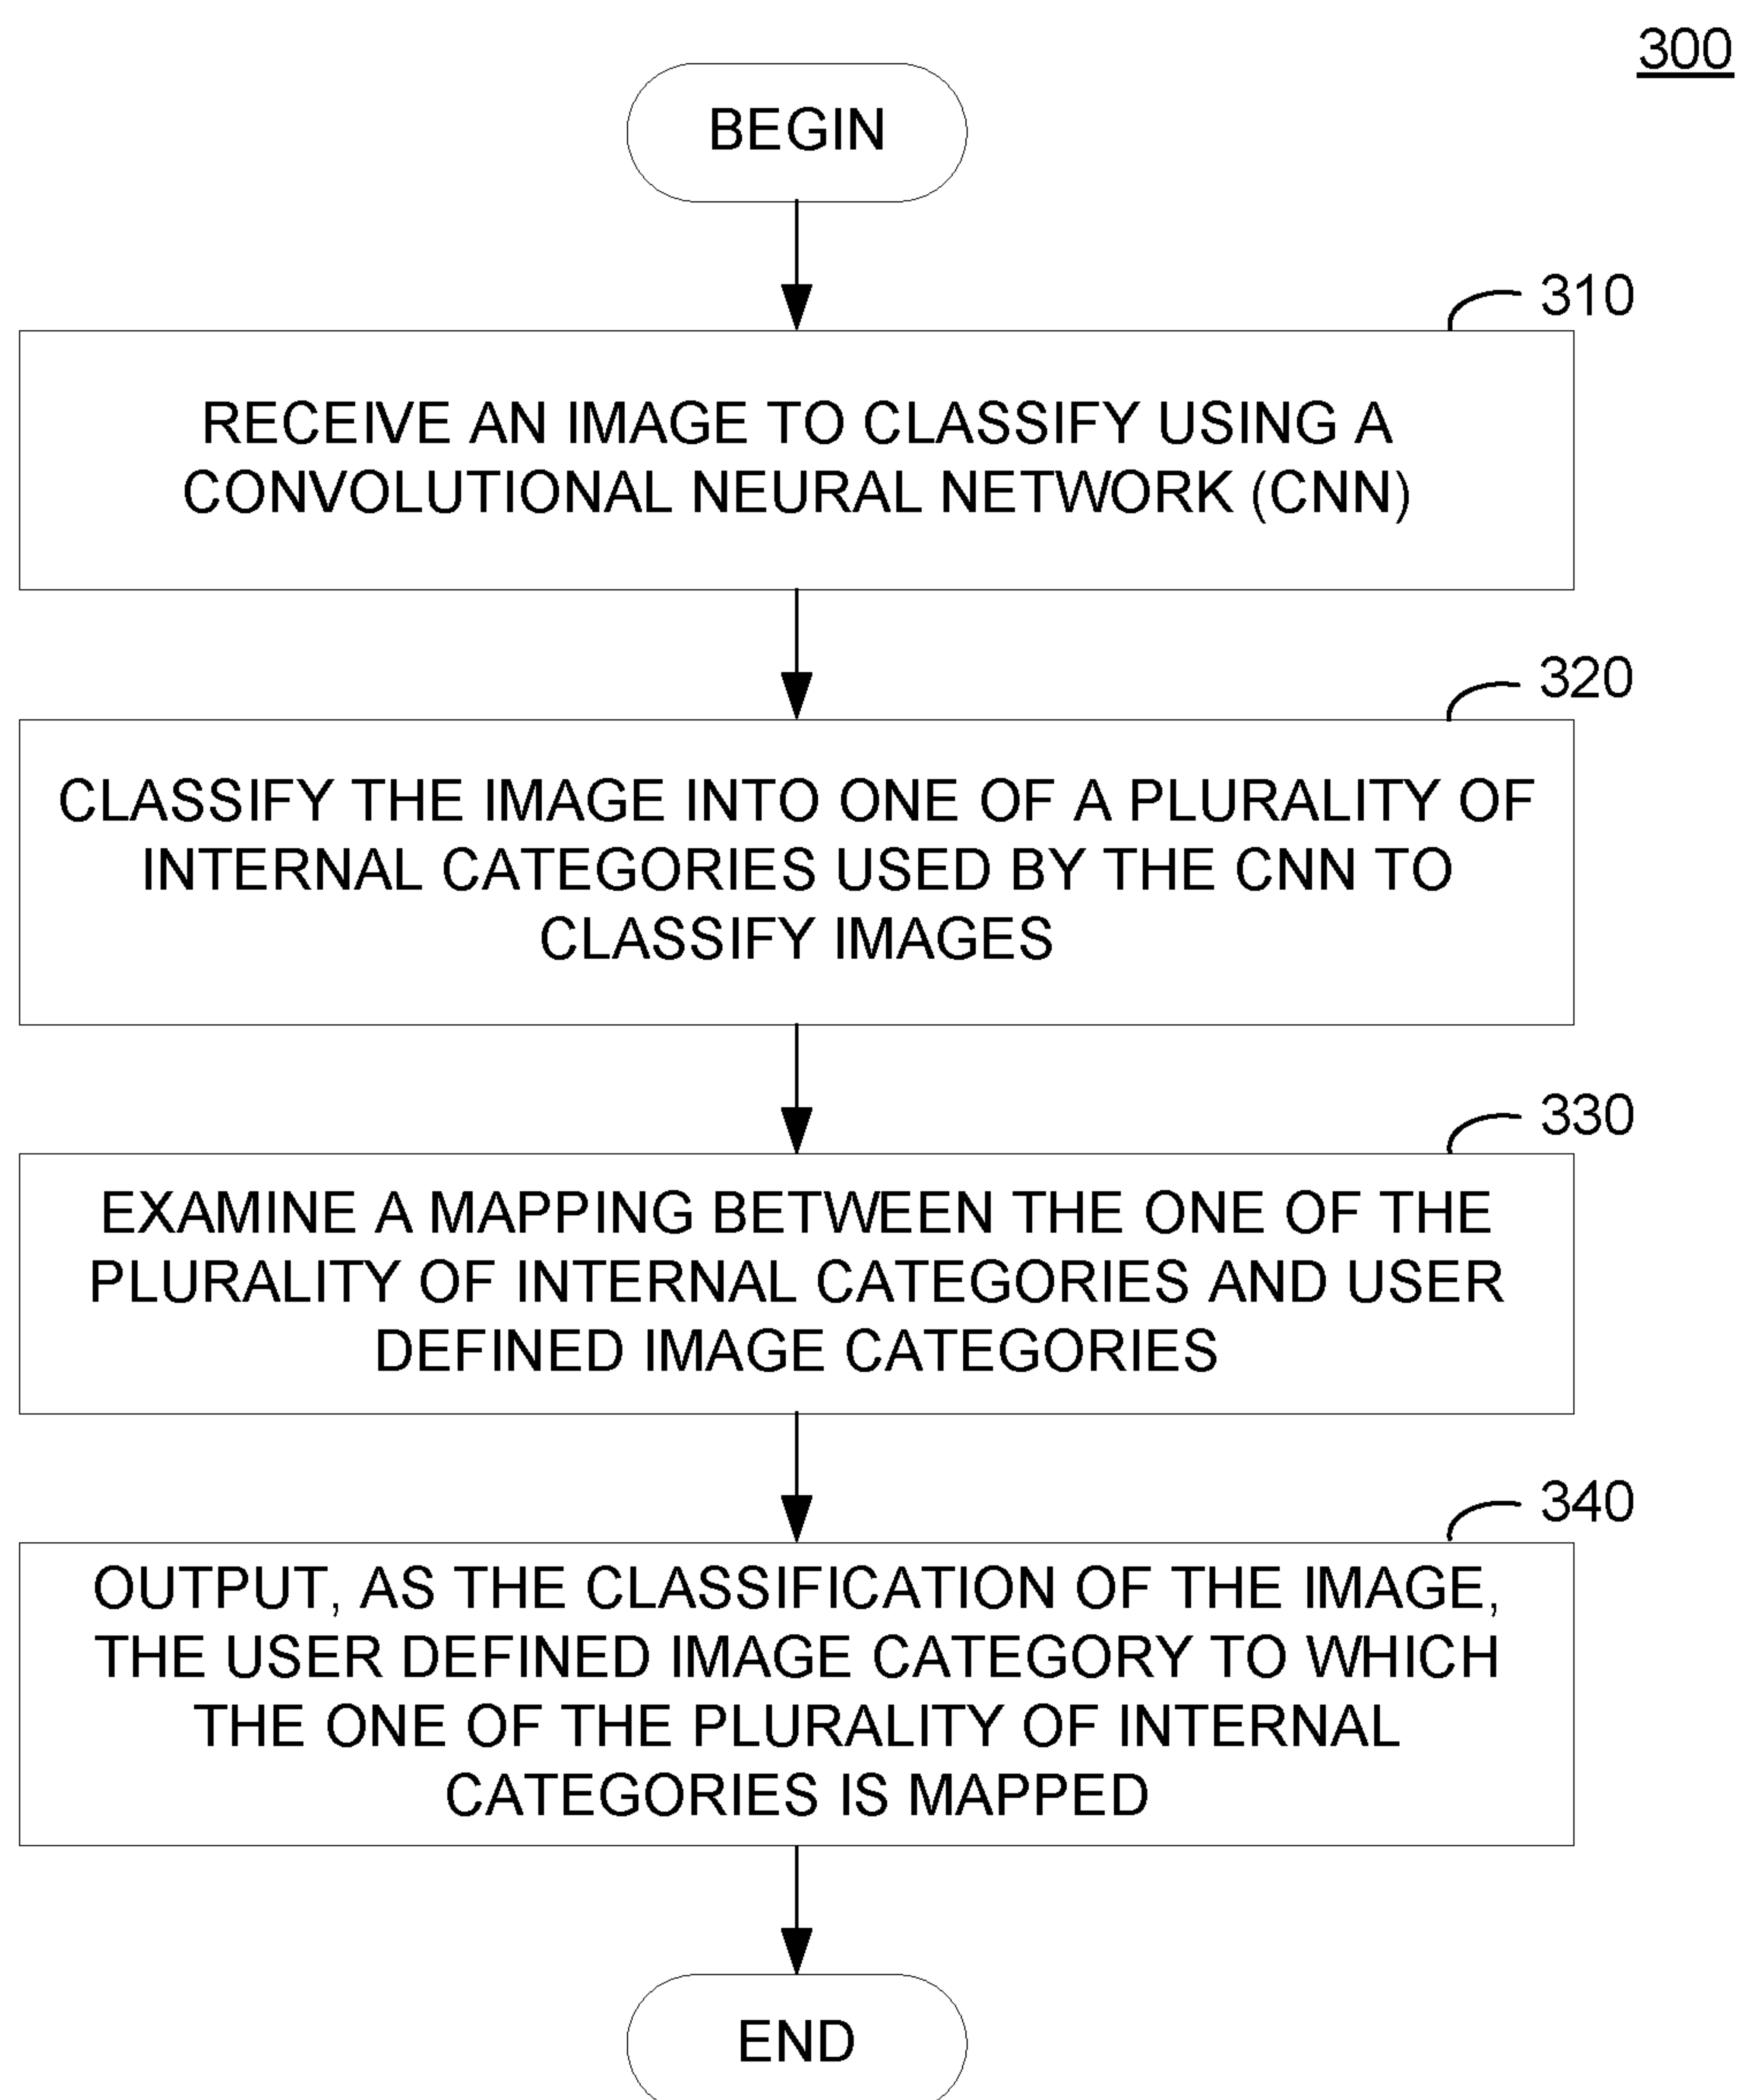 300
BEGIN
310
RECEIVE AN IMAGE TO CLASSIFY USING A
CONVOLUTIONAL NEURAL NETWORK (CNN)
320
CLASSIFY THE IMAGE INTO ONE OF A PLURALITY OF
INTERNAL CATEGORIES USED BY THE CNN TO
CLASSIFY IMAGES
330
EXAMINE A MAPPING BETWEEN THE ONE OF THE
PLURALITY OF INTERNAL CATEGORIES AND USER
DEFINED IMAGE CATEGORIES
340
OUTPUT, AS THE CLASSIFICATION OF THE IMAGE,
THE USER DEFINED IMAGE CATEGORY TO WHICH
THE ONE OF THE PLURALITY OF INTERNAL
CATEGORIES IS MAPPED
END